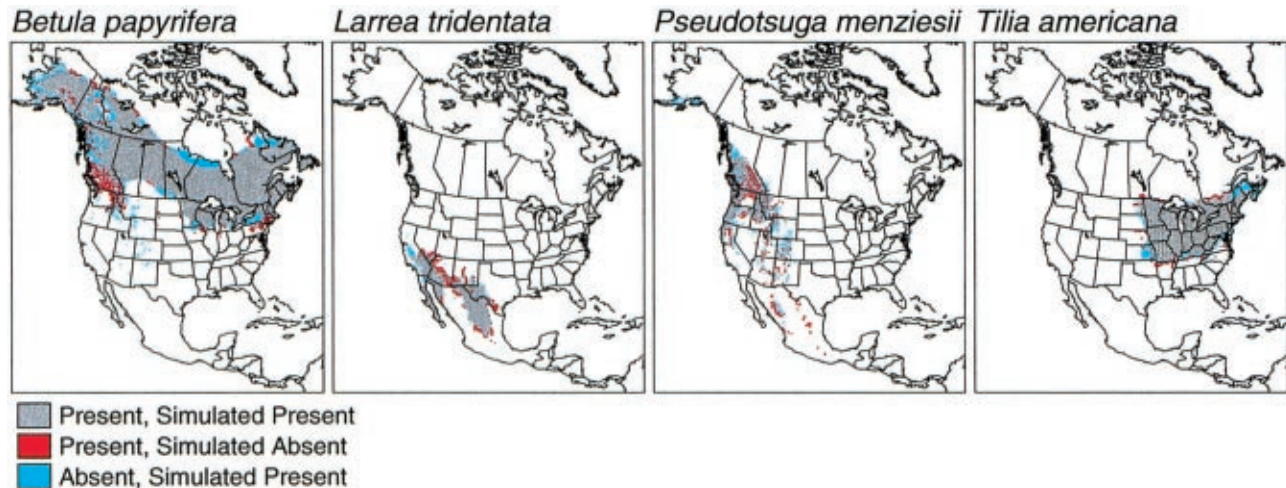 Betula papyrifera
Larrea tridentata
Pseudotsuga menziesii
Tilia americana
Present, Simulated Present
Present, Simulated Absent
Absent, Simulated Present